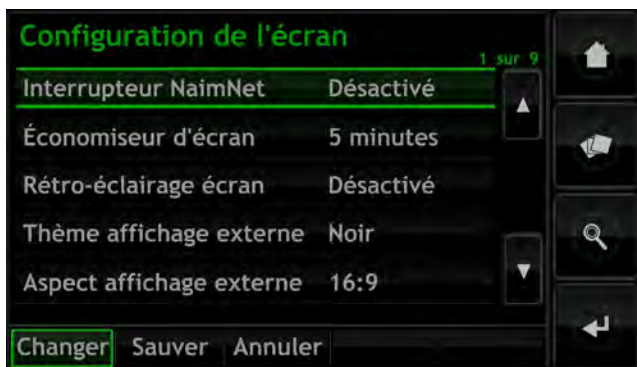 Configuration de l'écran
1 sur 9
Interrupteur NaimNet Désactivé
Économiseur d'écran 5 minutes
Rétro-éclairage écran Désactivé
Thème affichage externe Noir
Aspect affichage externe 16:9
Changer Sauver Annuler